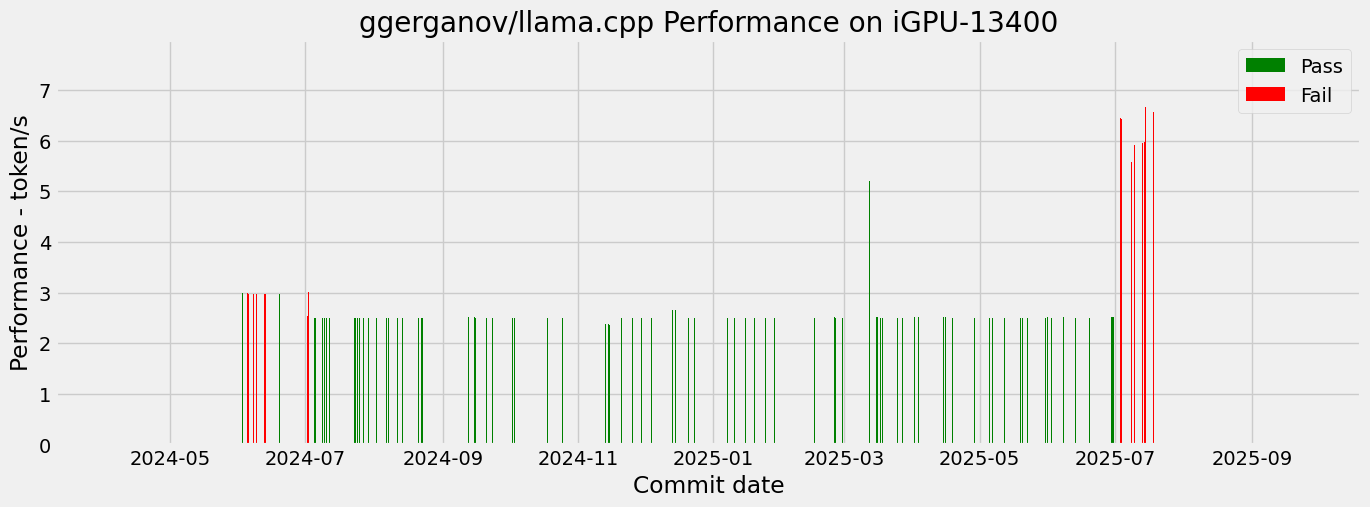 ggerganov/llama.cpp Performance on iGPU-13400
Pass
Fail
Performance - token/s
7
6
5
4
3
2
1
0
2024-05 2024-07 2024-09 2024-11 2025-01 2025-03 2025-05 2025-07 2025-09
Commit date